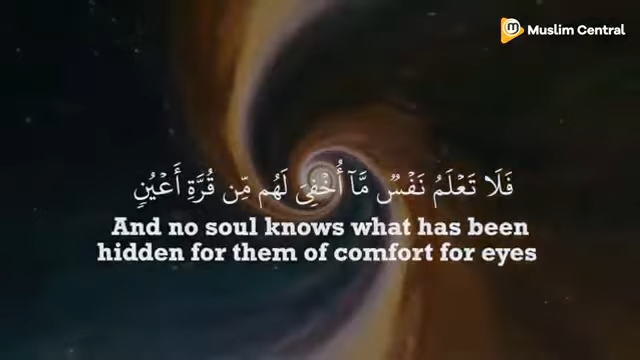 Muslim Central
فَلَا تَعْلَمُ نَفْسٌ مَّآ أُخْفِىَ لَهُم مِّن قُرَّةِ أَعْيُنٍ
And no soul knows what has been
hidden for them of comfort for eyes